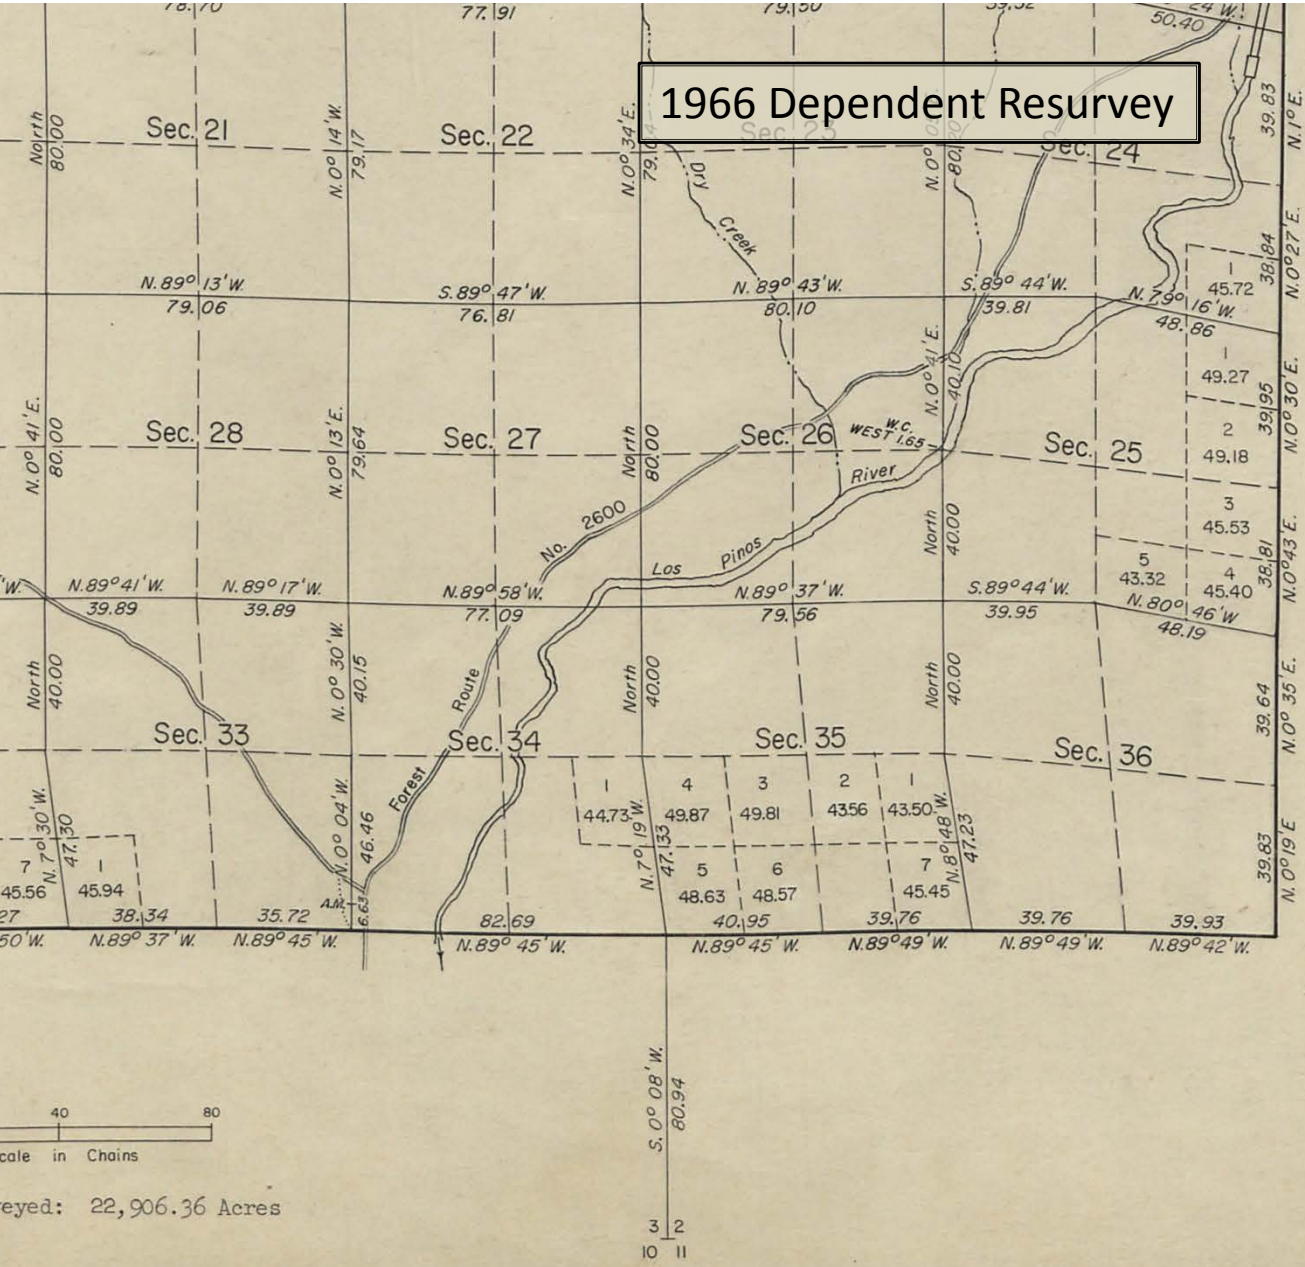 78.70
77.91
79.50
39.52
24'W.
50.40
1966 Dependent Resurvey
North
80.00
Sec. 21
N.0°14'W.
79.17
Sec. 22
N.0°34'E.
Sec. 23
Sec. 24
39.83
N.1°E.
Dry
Creek
N.89°13'W.
79.06
S.89°47'W.
76.81
N.89°43'W.
80.10
S.89°44'W.
39.81
N.79°16'W.
48.86
1
45.72
38.84
N.0°27'E.
N.0°41'E.
80.00
Sec. 28
N.0°13'E.
79.64
Sec. 27
North
80.00
Sec. 26
N.0°41'E.
40.10
W.C.
WEST 1.65
Sec. 25
1
49.27
2
49.18
39.95
N.0°30'E.
River
3
45.53
No. 2600
North
40.00
Los Pinos
5
43.32
4
45.40
38.81
N.0°43'E.
'W.
N.89°41'W.
39.89
N.89°17'W.
39.89
N.89°58'W.
77.09
N.89°37'W.
79.56
S.89°44'W.
39.95
N.80°46'W
48.19
North
40.00
N.0°30'W.
40.15
Route
North
40.00
North
40.00
39.64
N.0°35'E.
Sec. 33
Sec. 34
Sec. 35
Sec. 36
Forest
1
44.73
4
49.87
3
49.81
2
43.56
1
43.50
N.7°30'W.
47.30
N.0°04'W.
46.46
N.7°19'W.
47.33
N.8°48'W.
47.23
39.83
N.0°19'E
7
45.56
1
45.94
5
48.63
6
48.57
7
45.45
A.M.
6.63
27
38.34
35.72
82.69
40.95
39.76
39.76
39.93
50'W.
N.89°37'W.
N.89°45'W.
N.89°45'W.
N.89°45'W.
N.89°49'W.
N.89°49'W.
N.89°42'W.
S.0°08'W.
80.94
40
80
cale in Chains
veyed: 22,906.36 Acres
3 2
10 11